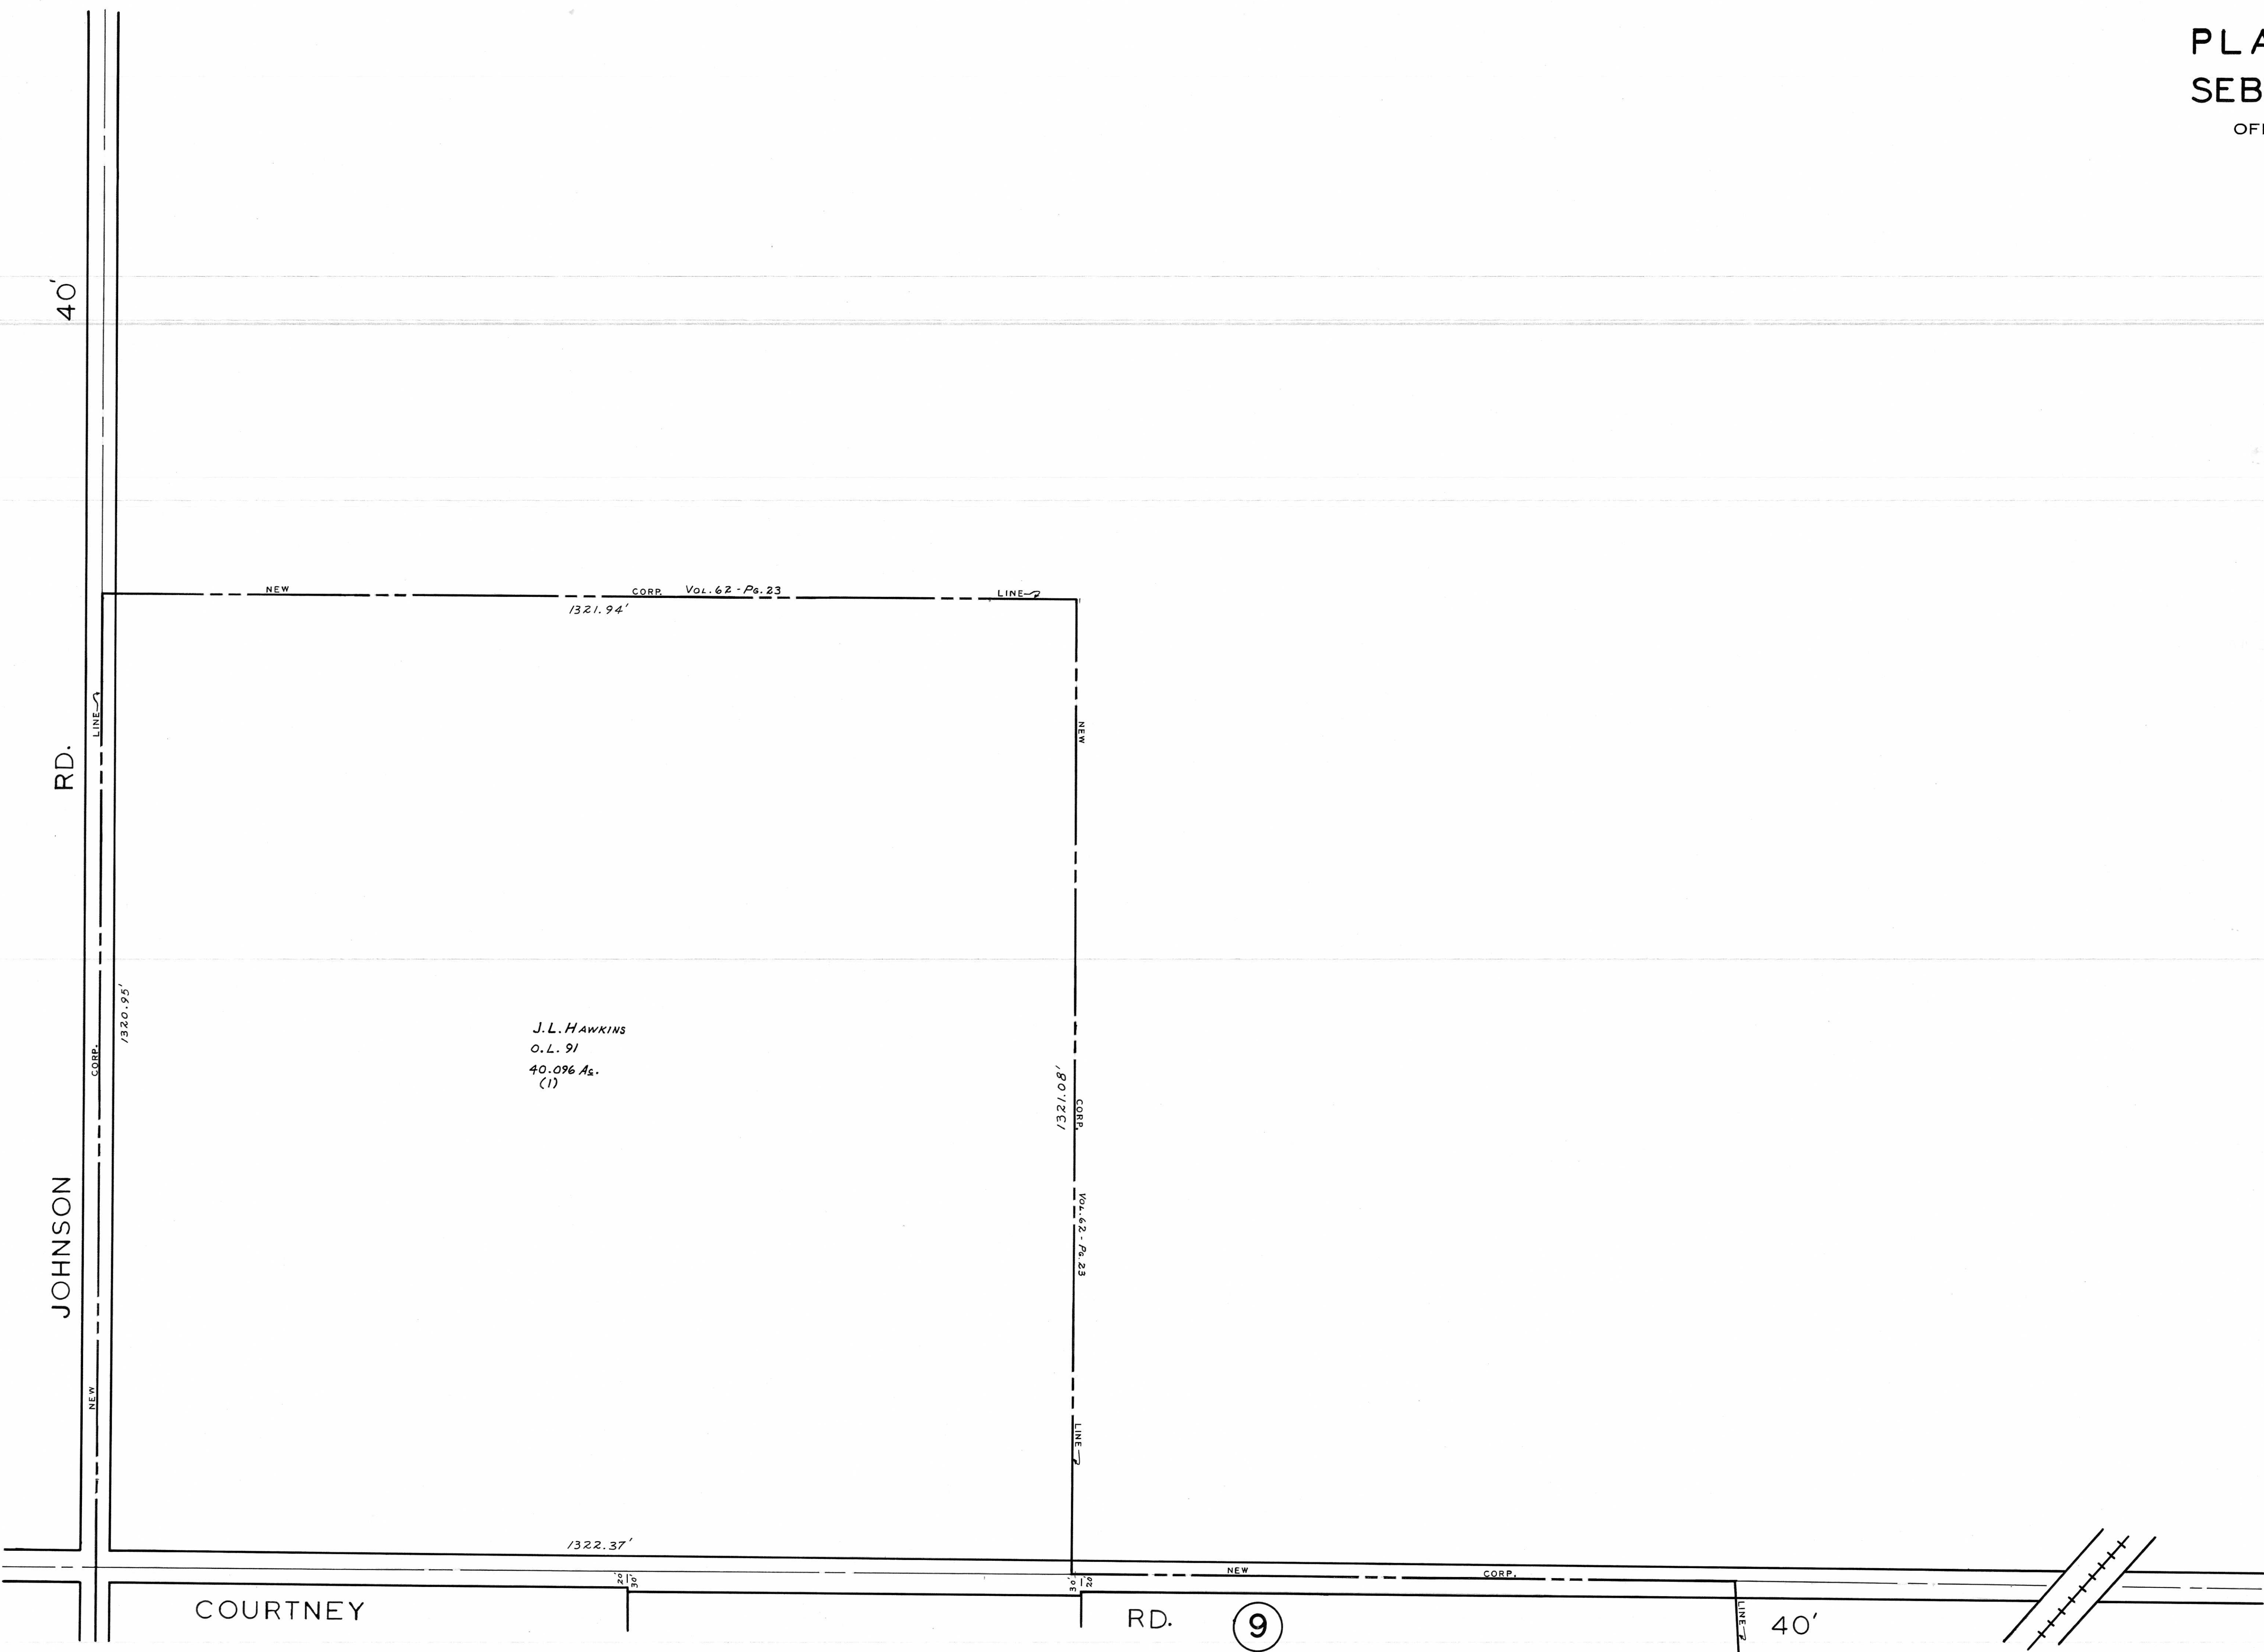 PLA
SEB
OFF
40'
RD.
JOHNSON
NEW CORP. VOL. 62 - PG. 23 LINE
1321.94'
LINE
CORP.
NEW
1320.95'
NEW
CORP.
VOL. 62 - PG. 23
LINE
1321.08'
J.L. HAWKINS
O.L. 91
40.096 AC.
(1)
1322.37'
20'
30'
30'
20'
NEW CORP.
LINE
COURTNEY RD. 9 40'